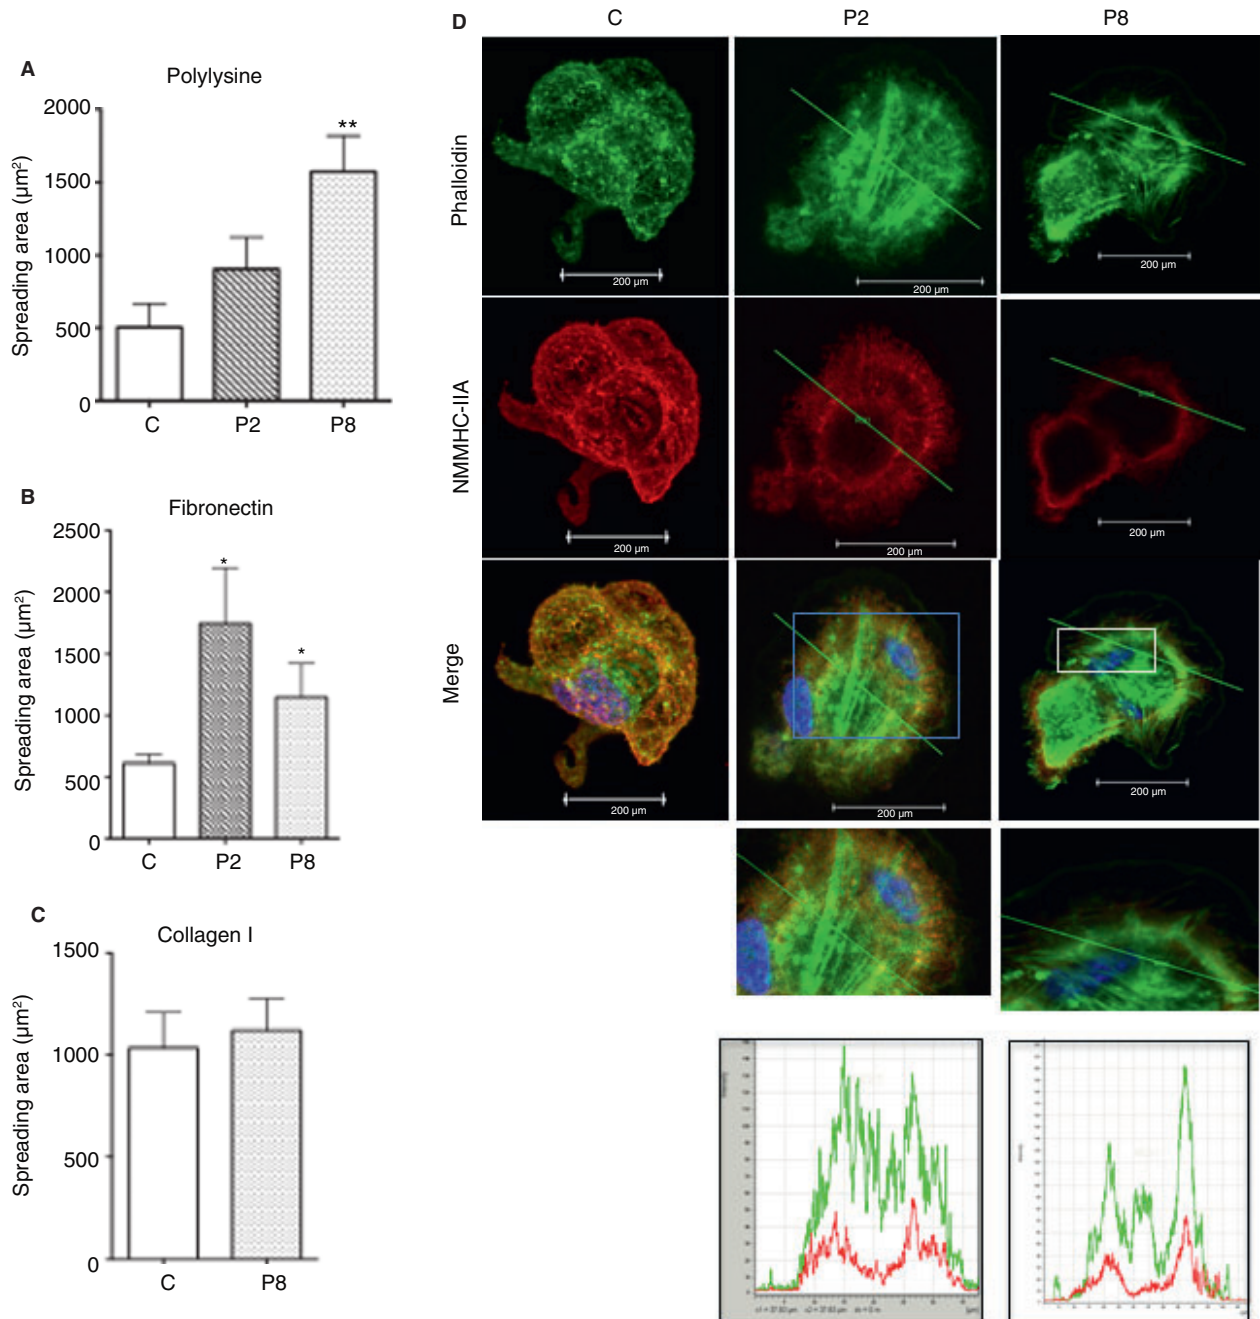 A
Polylysine
Spreading area (µm²)
2000
1500
1000
500
0
**
C
P2
P8
B
Fibronectin
Spreading area (µm²)
2500
2000
1500
1000
500
0
*
*
C
P2
P8
C
Collagen I
Spreading area (µm²)
1500
1000
500
0
C
P8
D
C
P2
P8
Phalloidin
200 µm
200 µm
200 µm
NMMHC-IIA
200 µm
200 µm
200 µm
Merge
200 µm
200 µm
200 µm